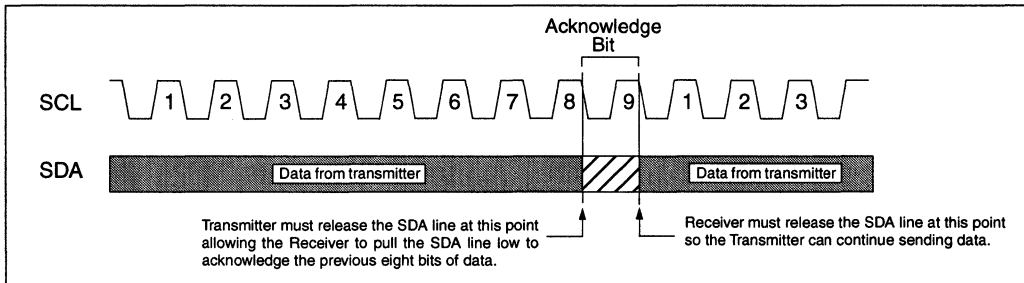 Acknowledge
Bit
SCL 1 2 3 4 5 6 7 8 9 1 2 3
SDA Data from transmitter Data from transmitter
Transmitter must release the SDA line at this point
allowing the Receiver to pull the SDA line low to
acknowledge the previous eight bits of data.
Receiver must release the SDA line at this point
so the Transmitter can continue sending data.